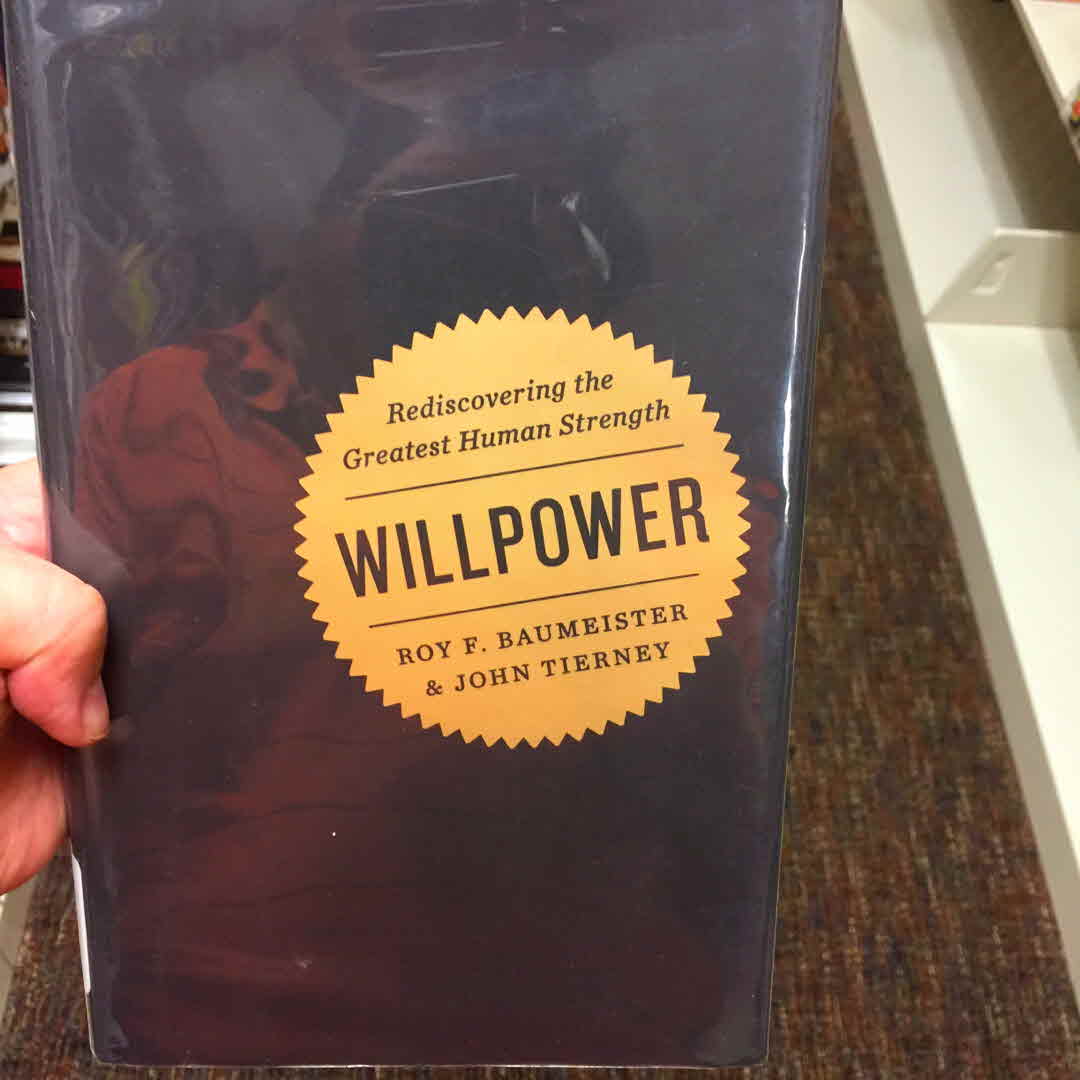 Rediscovering the
Greatest Human Strength
WILLPOWER
ROY F. BAUMEISTER
& JOHN TIERNEY